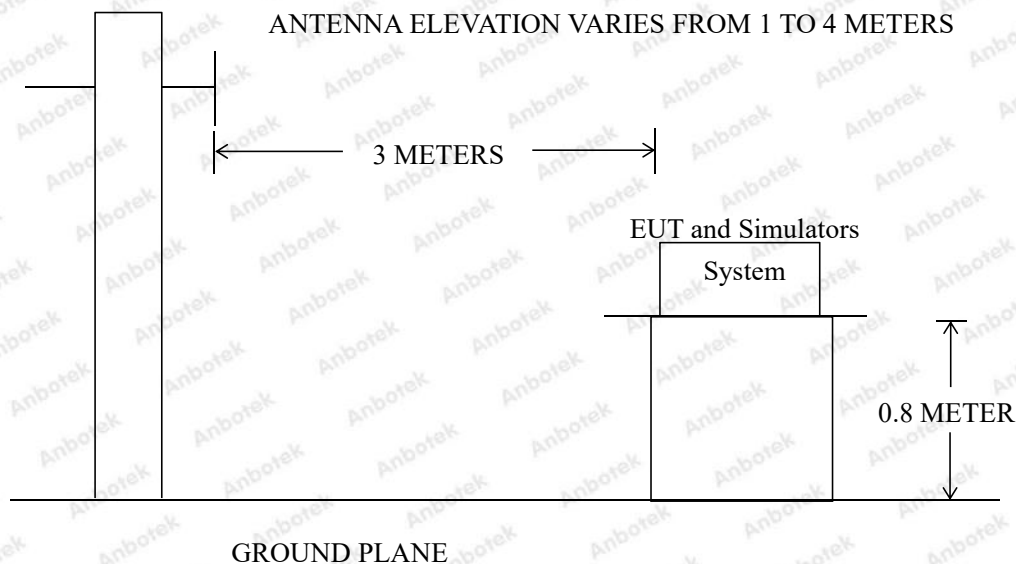 ANTENNA ELEVATION VARIES FROM 1 TO 4 METERS
3 METERS
EUT and Simulators
System
0.8 METER
GROUND PLANE
Anbotek